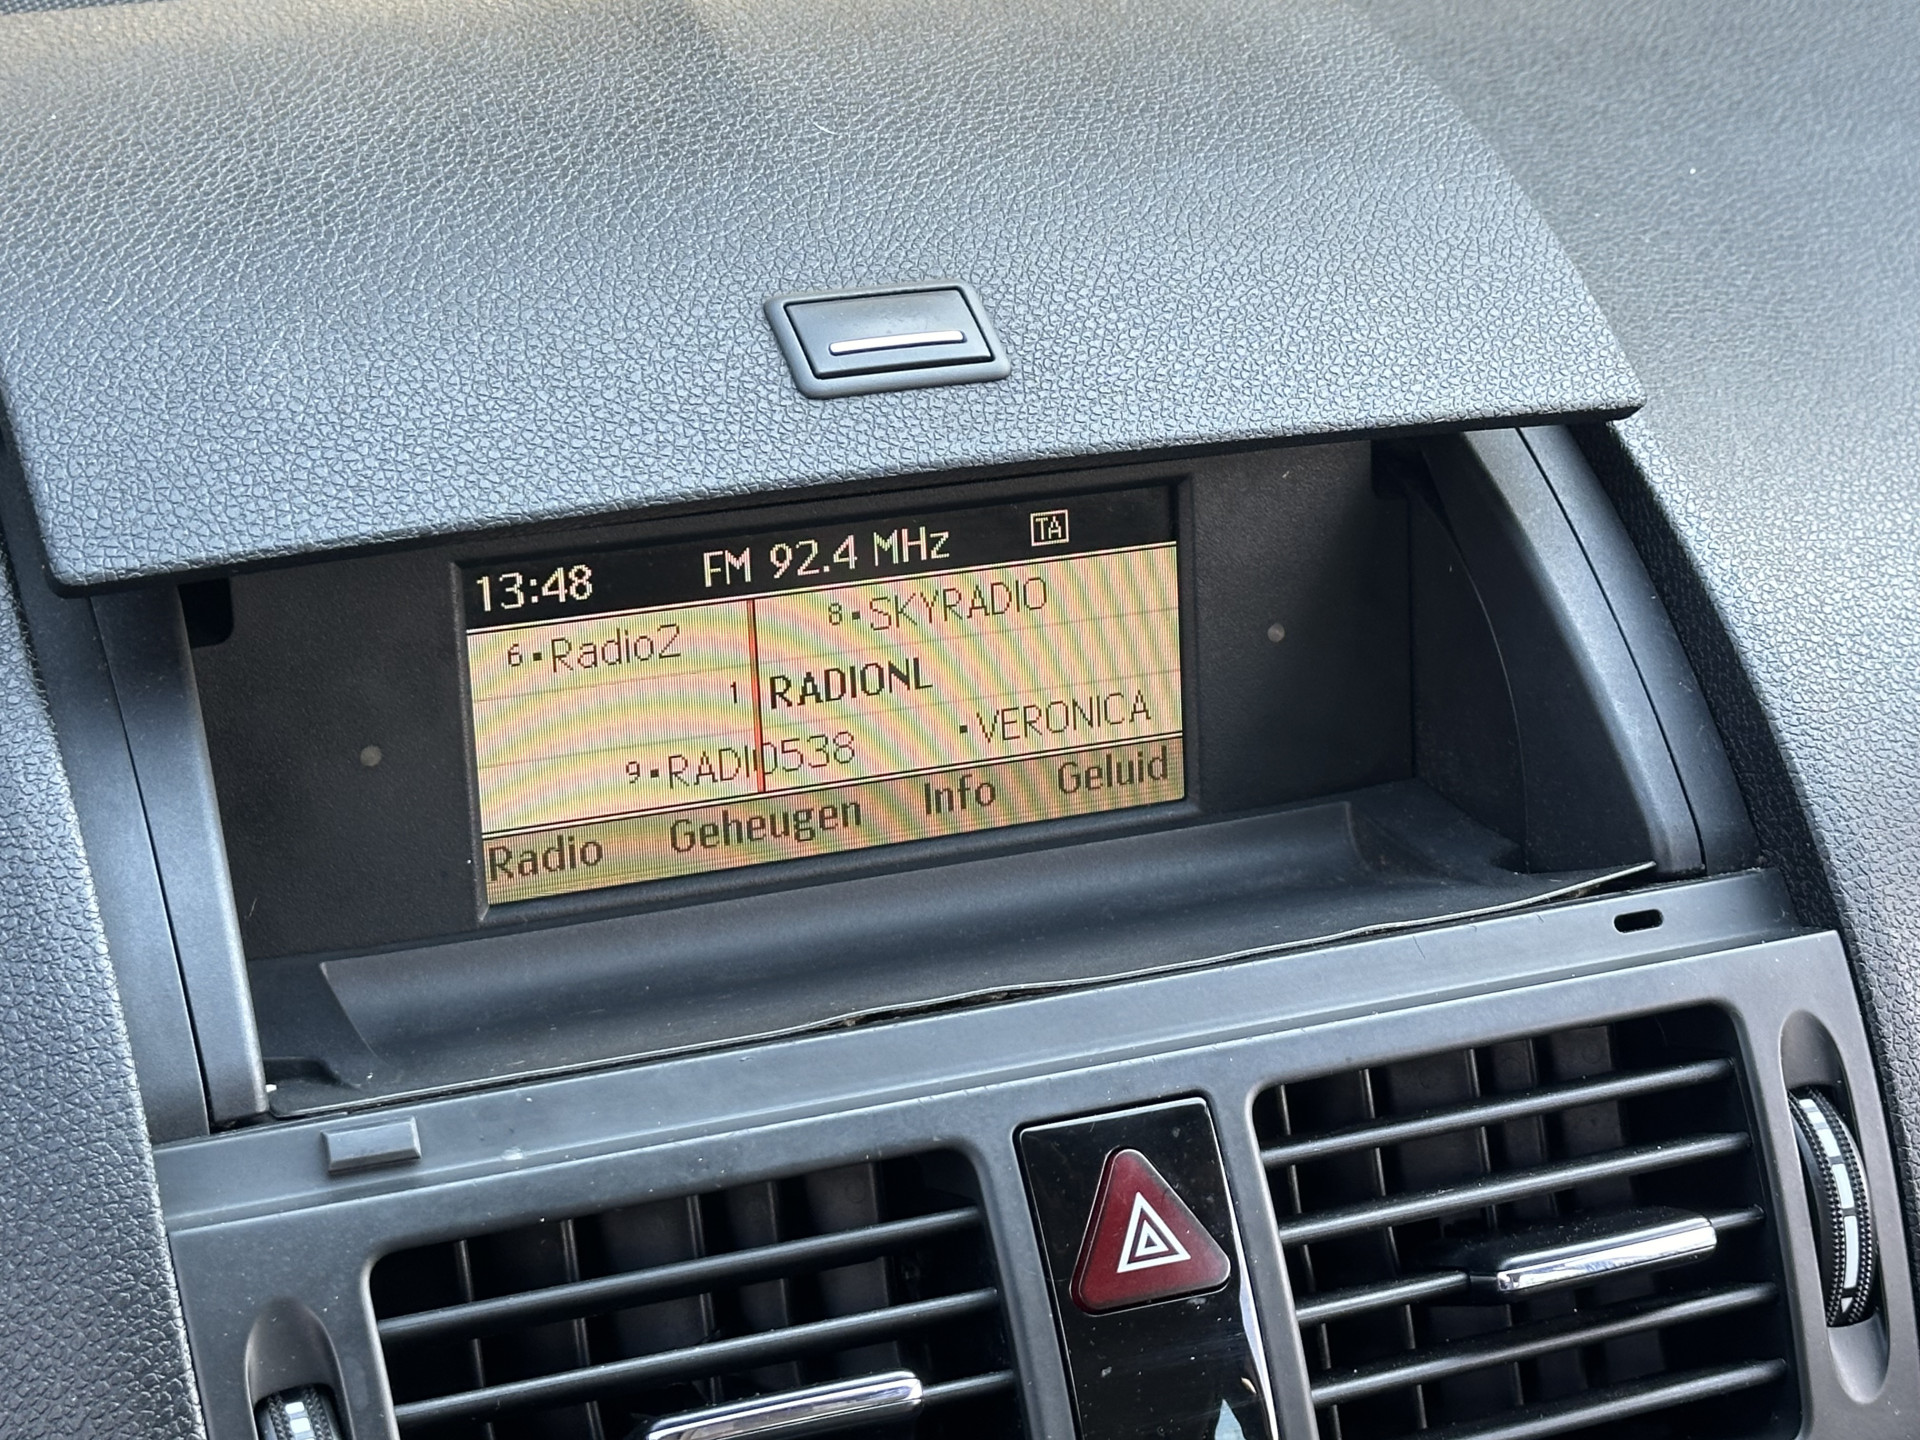 13:48 FM 92.4 MHz TA
6 • Radio2 8 • SKYRADIO
1 RADIONL
9 • RADIO538 • VERONICA
Radio Geheugen Info Geluid